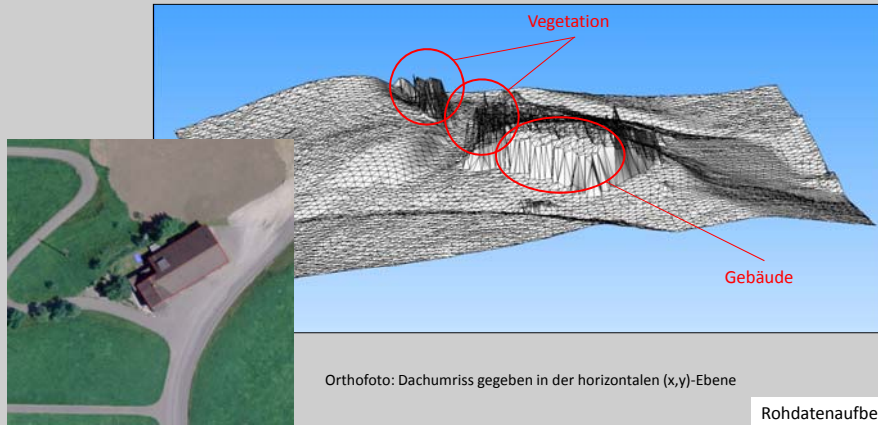 Vegetation
Gebäude
Orthofoto: Dachumriss gegeben in der horizontalen (x,y)-Ebene
Rohdatenaufbe